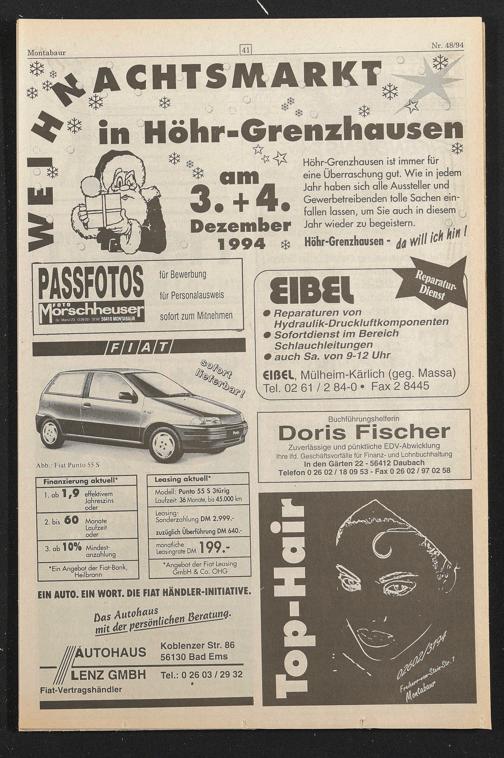 Montabaur
41
Nr. 48/94
WEIHNACHTSMARKT
in Höhr-Grenzhausen
am
3. + 4.
Dezember
1994
Höhr-Grenzhausen ist immer für
eine Überraschung gut. Wie in jedem
Jahr haben sich alle Aussteller und
Gewerbetreibenden tolle Sachen ein-
fallen lassen, um Sie auch in diesem
Jahr wieder zu begeistern.
Höhr-Grenzhausen - da will ich hin !
PASSFOTOS
FOTO
Morschheuser
56410 MONTABAUR
für Bewerbung
für Personalausweis
sofort zum Mitnehmen
EIBEL
Reparatur-
Dienst
● Reparaturen von
Hydraulik-Druckluftkomponenten
● Sofortdienst im Bereich
Schlauchleitungen
● auch Sa. von 9-12 Uhr
EIBEL, Mülheim-Kärlich (geg. Massa)
Tel. 02 61 / 2 84-0 • Fax 2 8445
FIAT
sofort
lieferbar!
Abb.: Fiat Punto 55 S
Finanzierung aktuell*
1. ab 1,9 effektivem
Jahreszins
oder
2. bis 60 Monate
Laufzeit
oder
3. ab 10% Mindest-
anzahlung
*Ein Angebot der Fiat-Bank,
Heilbronn
Leasing aktuell*
Modell: Punto 55 S 3türig
Laufzeit: 36 Monate, bis 45.000 km
Leasing-
Sonderzahlung DM 2.999.-
zuzüglich Überführung DM 640.-
monatliche
Leasingrate DM 199.-
*Angebot der Fiat Leasing
GmbH & Co. OHG
EIN AUTO. EIN WORT. DIE FIAT HÄNDLER-INITIATIVE.
Das Autohaus
mit der persönlichen Beratung.
AUTOHAUS
LENZ GMBH
Fiat-Vertragshändler
Koblenzer Str. 86
56130 Bad Ems
Tel.: 0 26 03 / 29 32
Buchführungshelferin
Doris Fischer
Zuverlässige und pünktliche EDV-Abwicklung
Ihre lfd. Geschäftsvorfälle für Finanz- und Lohnbuchhaltung
In den Gärten 22 - 56412 Daubach
Telefon 0 26 02 / 18 09 53 - Fax 0 26 02 / 97 02 58
Top-Hair
02602/3194
Montabaur